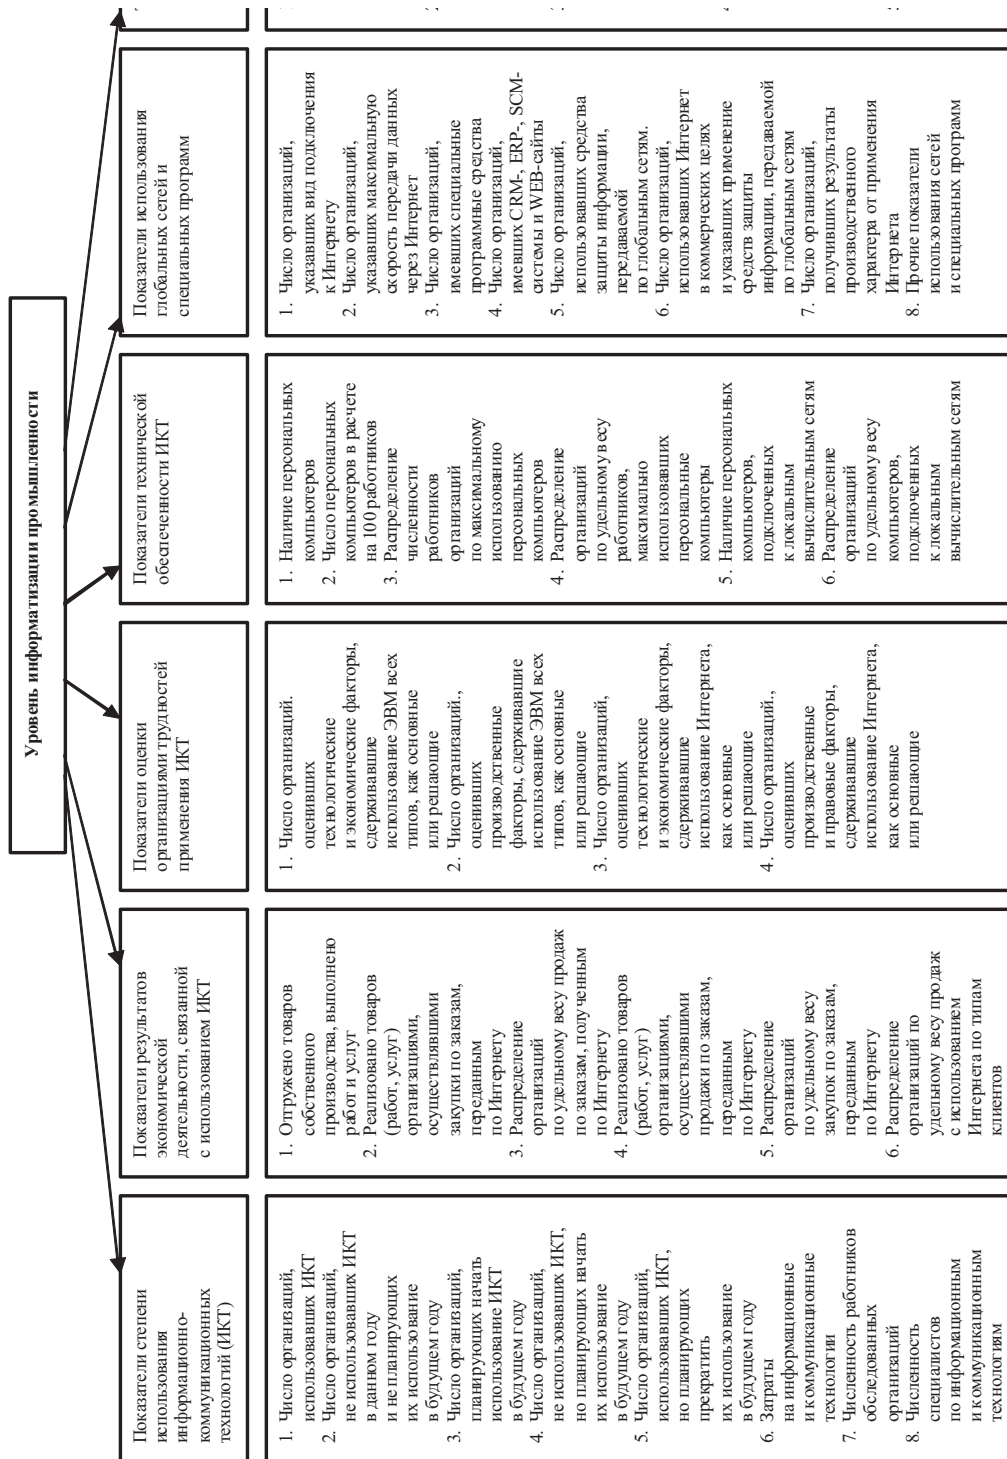 Уровень информатизации промышленности
Показатели степени
использования
информационно-
коммуникационных
технологий (ИКТ)
1. Число организаций,
использовавших ИКТ
2. Число организаций,
не использовавших ИКТ
в данном году
и не планирующих
их использование
в будущем году
3. Число организаций,
планирующих начать
использование ИКТ
в будущем году
4. Число организаций,
не использовавших ИКТ,
но планирующих начать
их использование
в будущем году
5. Число организаций,
использовавших ИКТ,
но планирующих
прекратить
их использование
в будущем году
6. Затраты
на информационные
и коммуникационные
технологии
7. Численность работников
обследованных
организаций
8. Численность
специалистов
по информационным
и коммуникационным
технологиям
Показатели результатов
экономической
деятельности, связанной
с использованием ИКТ
1. Отгружено товаров
собственного
производства, выполнено
работ и услуг
2. Реализовано товаров
(работ, услуг)
организациями,
осуществлявшими
закупки по заказам,
переданным
по Интернету
3. Распределение
организаций
по удельному весу продаж
по заказам, полученным
по Интернету
4. Реализовано товаров
(работ, услуг)
организациями,
осуществлявшими
продажи по заказам,
переданным
по Интернету
5. Распределение
организаций
по удельному весу
закупок по заказам,
переданным
по Интернету
6. Распределение
организаций по
удельному весу продаж
с использованием
Интернета по типам
клиентов
Показатели оценки
организациями трудностей
применения ИКТ
1. Число организаций.
оценивших
технологические
и экономические факторы,
сдерживавшие
использование ЭВМ всех
типов, как основные
или решающие
2. Число организаций.,
оценивших
производственные
факторы, сдерживавшие
использование ЭВМ всех
типов, как основные
или решающие
3. Число организаций,
оценивших
технологические
и экономические факторы,
сдерживавшие
использование Интернета,
как основные
или решающие
4. Число организаций.,
оценивших
производственные
и правовые факторы,
сдерживавшие
использование Интернета,
как основные
или решающие
Показатели технической
обеспеченности ИКТ
1. Наличие персональных
компьютеров
2. Число персональных
компьютеров в расчете
на 100 работников
3. Распределение
численности
работников
организаций
по максимальному
использованию
персональных
компьютеров
4. Распределение
организаций
по удельному весу
работников,
максимально
использовавших
персональные
компьютеры
5. Наличие персональных
компьютеров,
подключенных
к локальным
вычислительным сетям
6. Распределение
организаций
по удельному весу
компьютеров,
подключенных
к локальным
вычислительным сетям
Показатели использования
глобальных сетей и
специальных программ
1. Число организаций,
указавших вид подключения
к Интернету
2. Число организаций,
указавших максимальную
скорость передачи данных
через Интернет
3. Число организаций,
имевших специальные
программные средства
4. Число организаций,
имевших CRM-, ERP-, SCM-
системы и WEB-сайты
5. Число организаций,
использовавших средства
защиты информации,
передаваемой
по глобальным сетям.
6. Число организаций,
использовавших Интернет
в коммерческих целях
и указавших применение
средств защиты
информации, передаваемой
по глобальным сетям
7. Число организаций,
получивших результаты
производственного
характера от применения
Интернета
8. Прочие показатели
использования сетей
и специальных программ